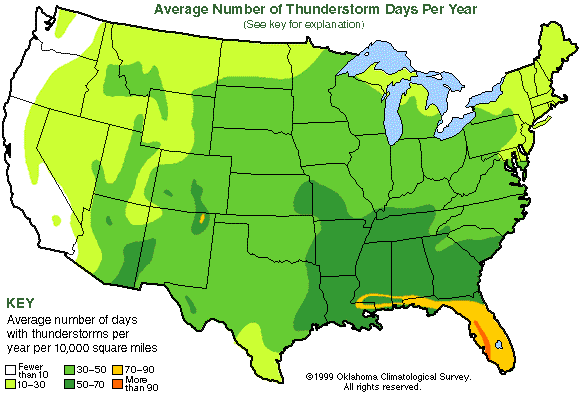 Average Number of Thunderstorm Days Per Year
(See key for explanation)
KEY
Average number of days
with thunderstorms per
year per 10,000 square miles
Fewer
than 10
10–30
30–50
50–70
70–90
More
than 90
©1999 Oklahoma Climatological Survey.
All rights reserved.